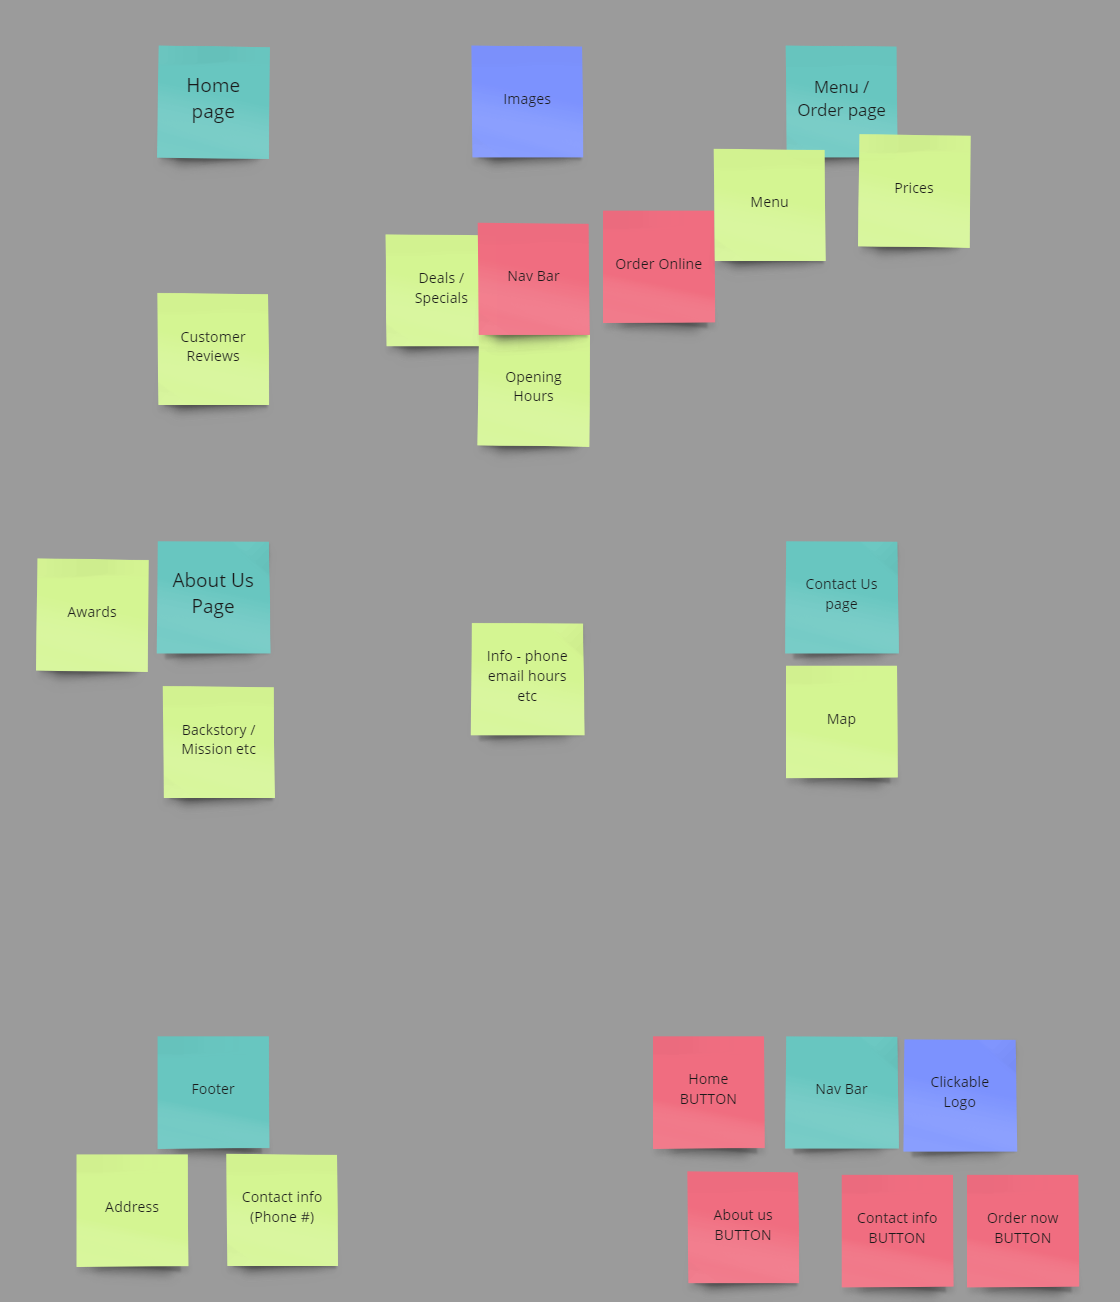 Home
page
Images
Menu /
Order page
Menu
Prices
Deals /
Specials
Nav Bar
Order Online
Customer
Reviews
Opening
Hours
Awards
About Us
Page
Contact Us
page
Info - phone
email hours
etc
Backstory /
Mission etc
Map
Footer
Home
BUTTON
Nav Bar
Clickable
Logo
Address
Contact info
(Phone #)
About us
BUTTON
Contact info
BUTTON
Order now
BUTTON